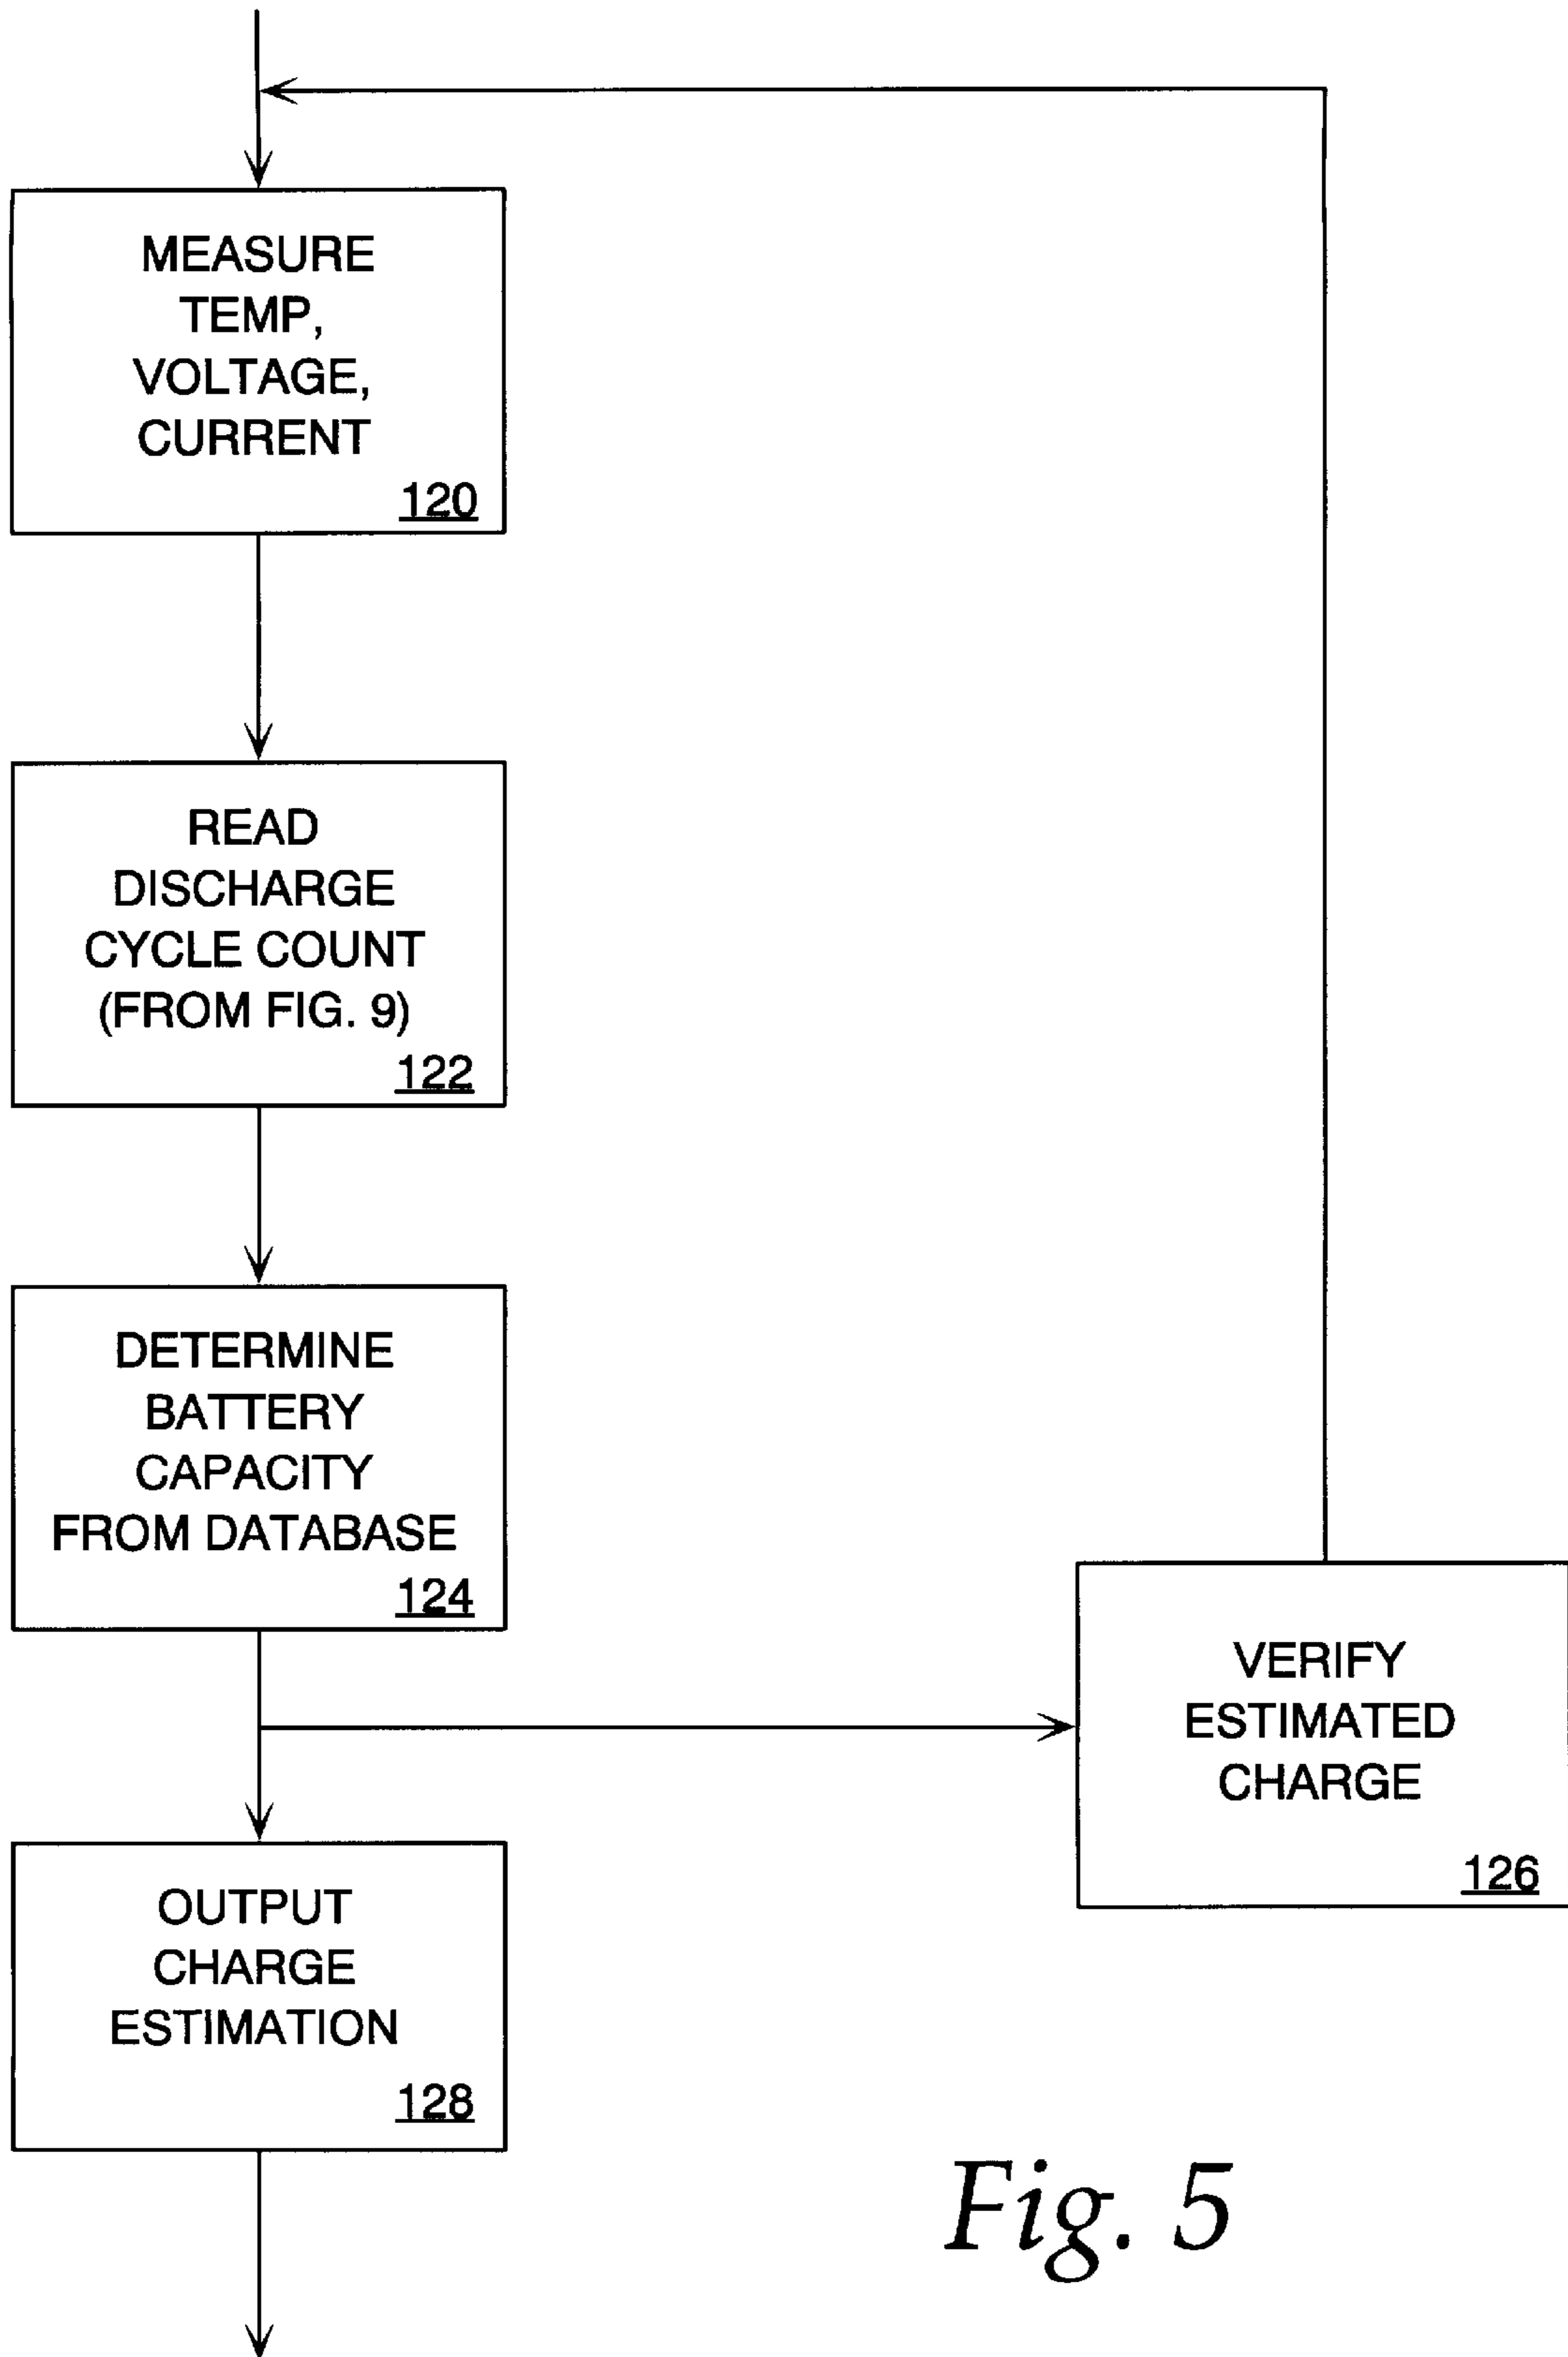 MEASURE
TEMP,
VOLTAGE,
CURRENT
120
READ
DISCHARGE
CYCLE COUNT
(FROM FIG. 9)
122
DETERMINE
BATTERY
CAPACITY
FROM DATABASE
124
VERIFY
ESTIMATED
CHARGE
126
OUTPUT
CHARGE
ESTIMATION
128
Fig. 5